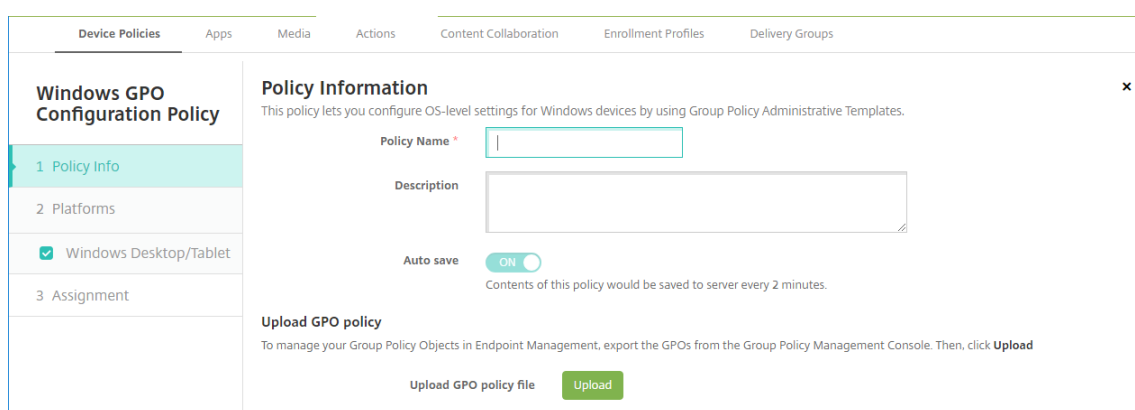 Device Policies Apps Media Actions Content Collaboration Enrollment Profiles Delivery Groups
Windows GPO
Configuration Policy
1 Policy Info
2 Platforms
Windows Desktop/Tablet
3 Assignment
Policy Information
This policy lets you configure OS-level settings for Windows devices by using Group Policy Administrative Templates.
Policy Name *
Description
Auto save ON
Contents of this policy would be saved to server every 2 minutes.
Upload GPO policy
To manage your Group Policy Objects in Endpoint Management, export the GPOs from the Group Policy Management Console. Then, click Upload
Upload GPO policy file Upload